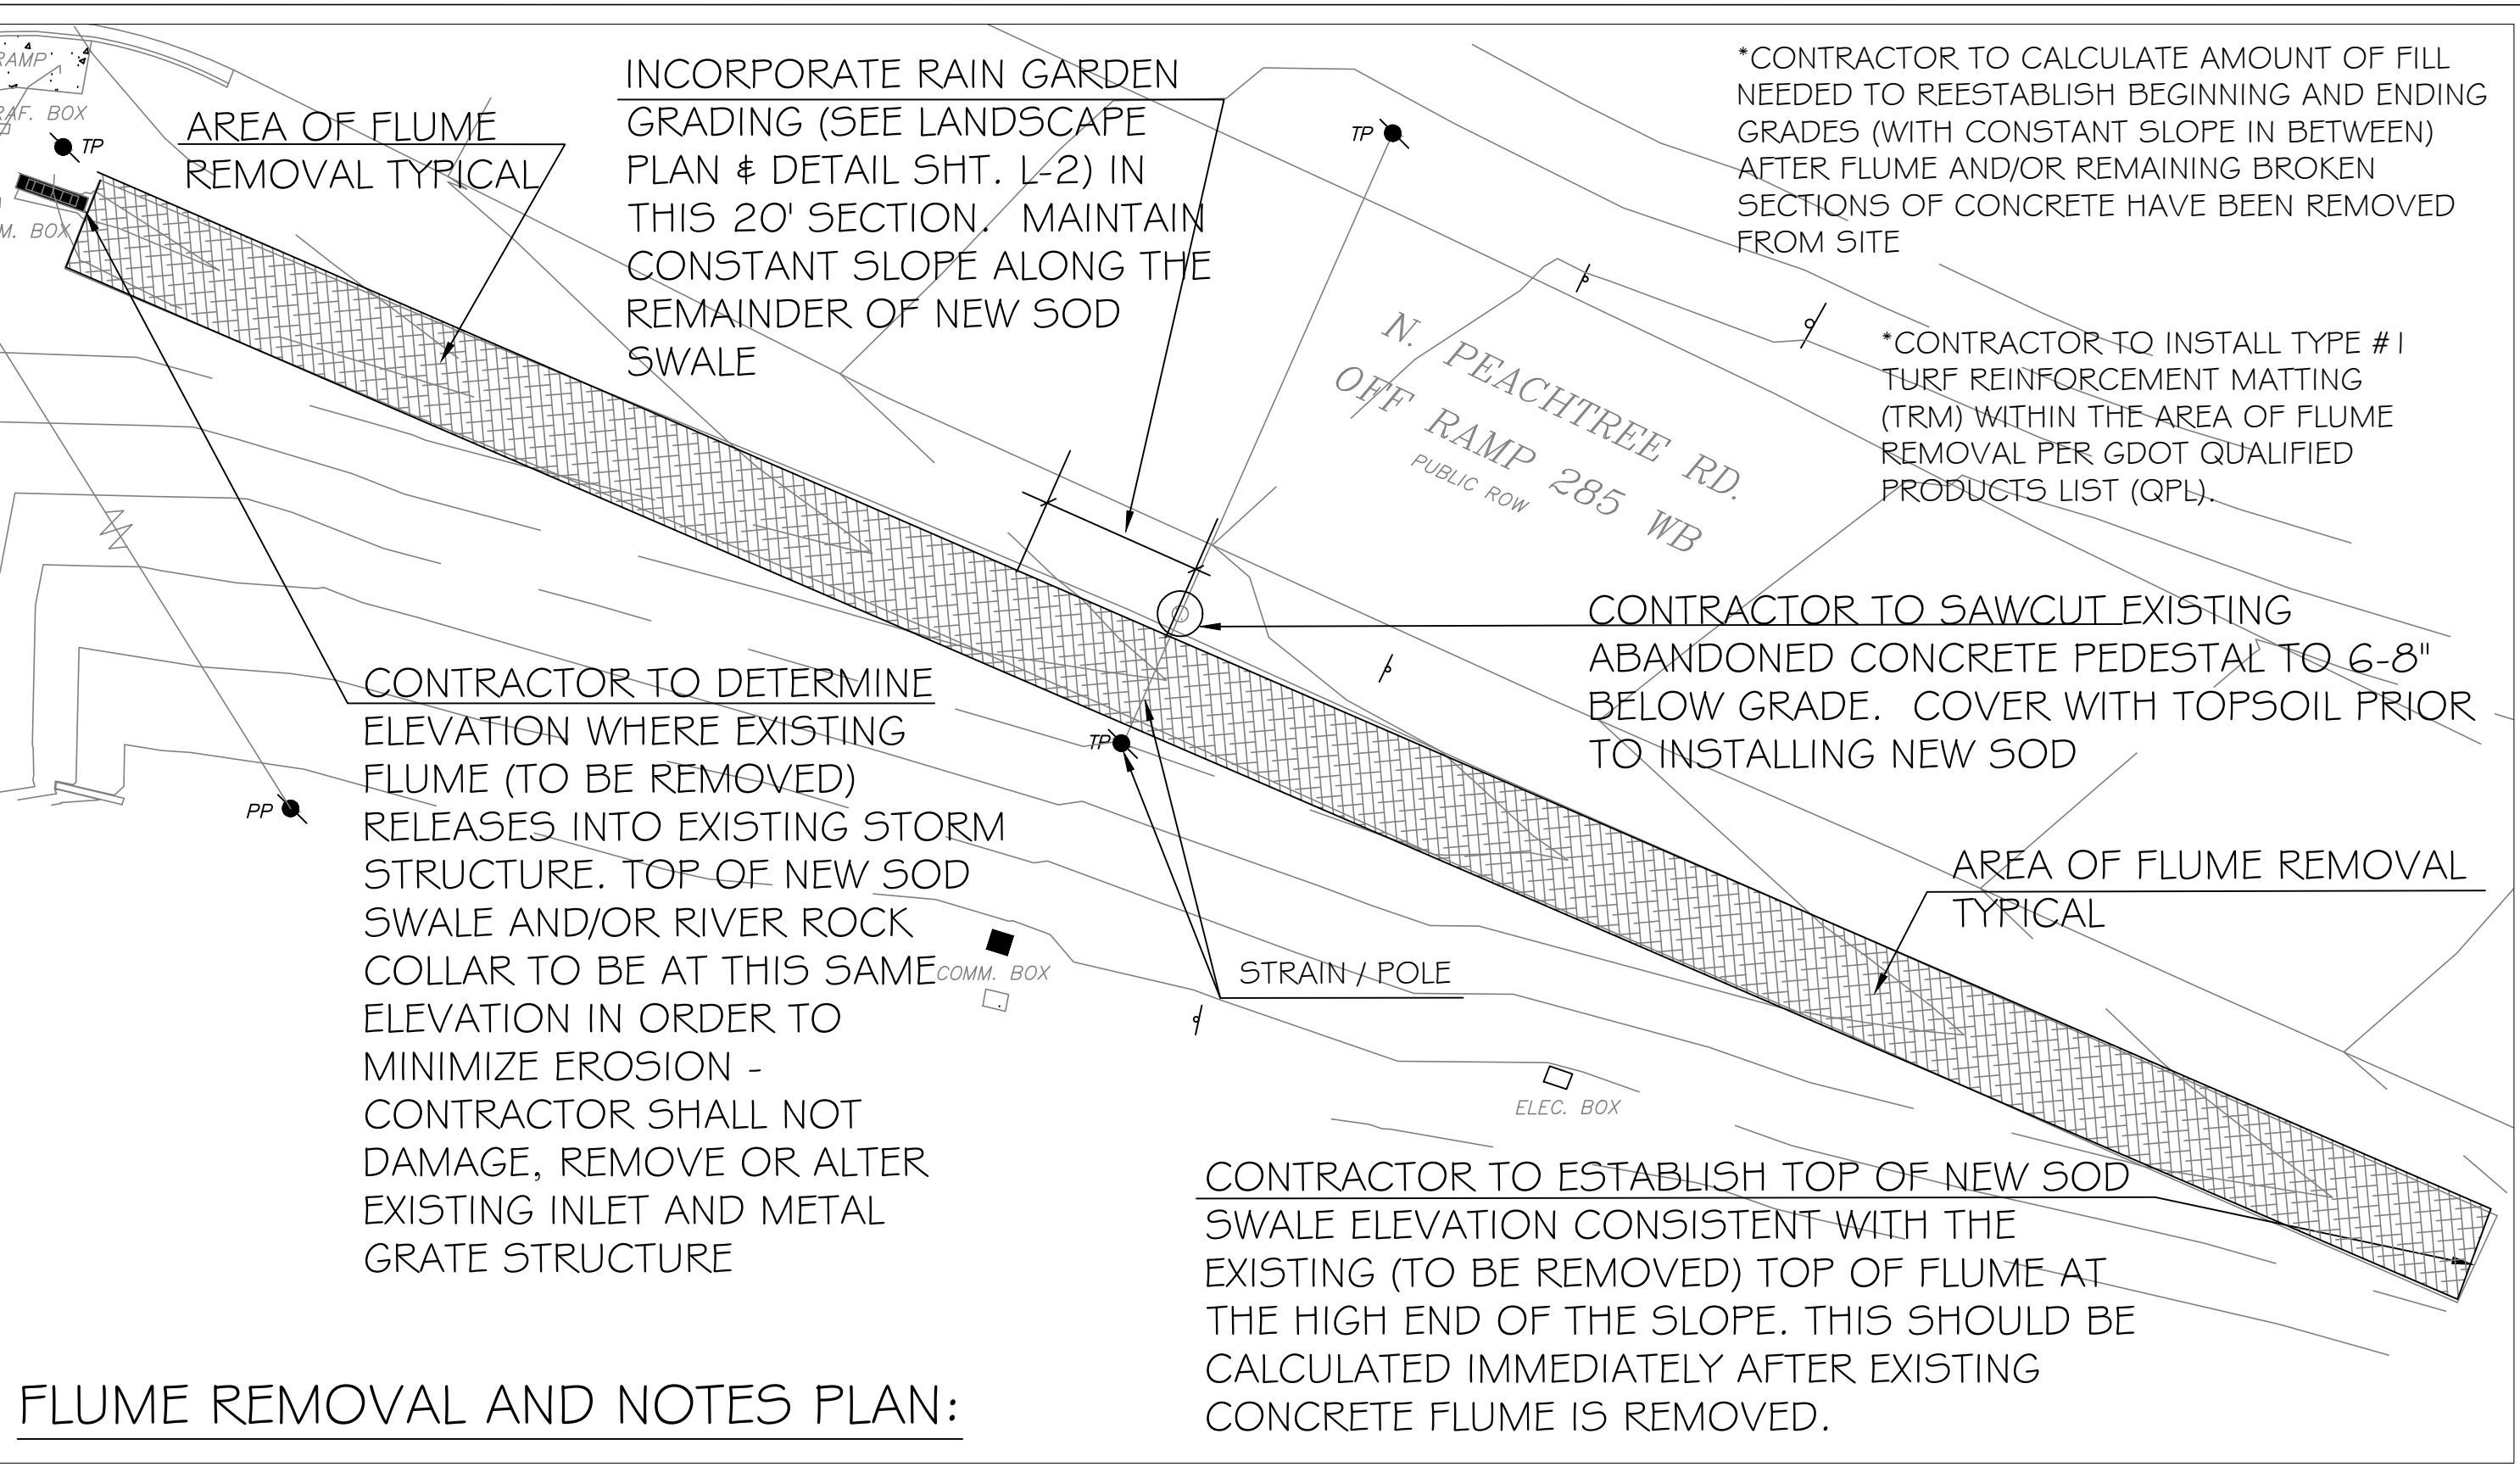 RAMP
AF. BOX
TP
M. BOX
AREA OF FLUME
REMOVAL TYPICAL
INCORPORATE RAIN GARDEN
GRADING (SEE LANDSCAPE
PLAN & DETAIL SHT. L-2) IN
THIS 20' SECTION. MAINTAIN
CONSTANT SLOPE ALONG THE
REMAINDER OF NEW SOD
SWALE
TP
*CONTRACTOR TO CALCULATE AMOUNT OF FILL
NEEDED TO REESTABLISH BEGINNING AND ENDING
GRADES (WITH CONSTANT SLOPE IN BETWEEN)
AFTER FLUME AND/OR REMAINING BROKEN
SECTIONS OF CONCRETE HAVE BEEN REMOVED
FROM SITE
*CONTRACTOR TO INSTALL TYPE #1
TURF REINFORCEMENT MATTING
(TRM) WITHIN THE AREA OF FLUME
REMOVAL PER GDOT QUALIFIED
PRODUCTS LIST (QPL).
N. PEACHTREE RD.
OFF RAMP 285 WB
PUBLIC ROW
CONTRACTOR TO SAWCUT EXISTING
ABANDONED CONCRETE PEDESTAL TO 6-8"
BELOW GRADE. COVER WITH TOPSOIL PRIOR
TO INSTALLING NEW SOD
CONTRACTOR TO DETERMINE
ELEVATION WHERE EXISTING
FLUME (TO BE REMOVED)
RELEASES INTO EXISTING STORM
STRUCTURE. TOP OF NEW SOD
SWALE AND/OR RIVER ROCK
COLLAR TO BE AT THIS SAME
ELEVATION IN ORDER TO
MINIMIZE EROSION -
CONTRACTOR SHALL NOT
DAMAGE, REMOVE OR ALTER
EXISTING INLET AND METAL
GRATE STRUCTURE
TP
PP
AREA OF FLUME REMOVAL
TYPICAL
COMM. BOX
STRAIN / POLE
ELEC. BOX
CONTRACTOR TO ESTABLISH TOP OF NEW SOD
SWALE ELEVATION CONSISTENT WITH THE
EXISTING (TO BE REMOVED) TOP OF FLUME AT
THE HIGH END OF THE SLOPE. THIS SHOULD BE
CALCULATED IMMEDIATELY AFTER EXISTING
CONCRETE FLUME IS REMOVED.
FLUME REMOVAL AND NOTES PLAN: